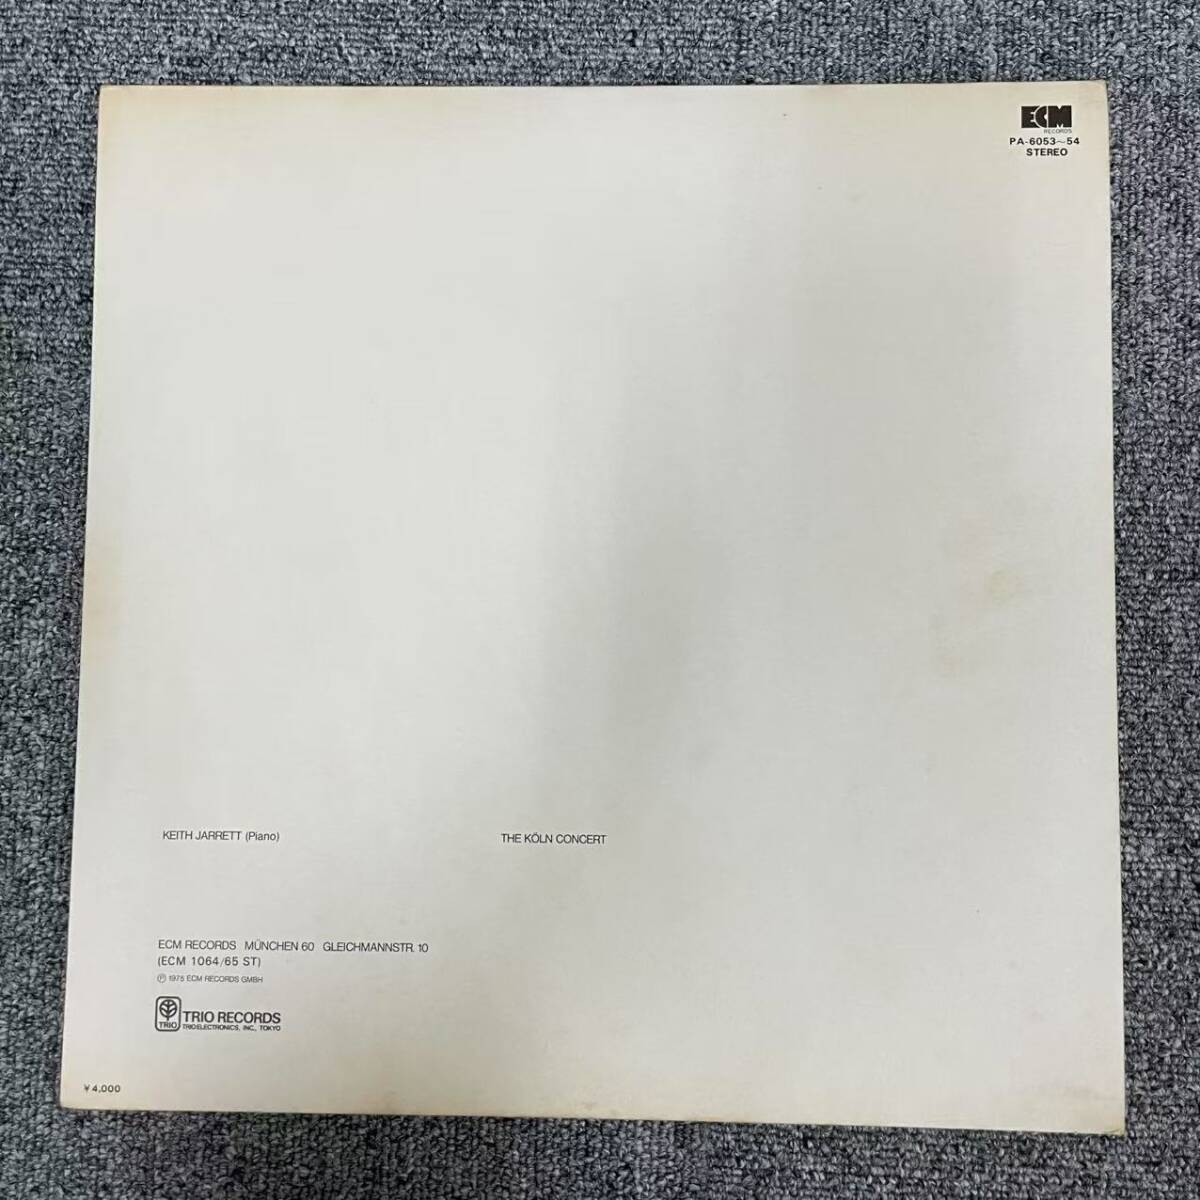 ECM
RECORDS
PA-6053~54
STEREO
KEITH JARRETT (Piano)
THE KÖLN CONCERT
ECM RECORDS MÜNCHEN 60 GLEICHMANNSTR. 10
(ECM 1064/65 ST)
℗ 1975 ECM RECORDS GMBH
TRIO
TRIO RECORDS
TRIO ELECTRONICS, INC., TOKYO
¥4,000